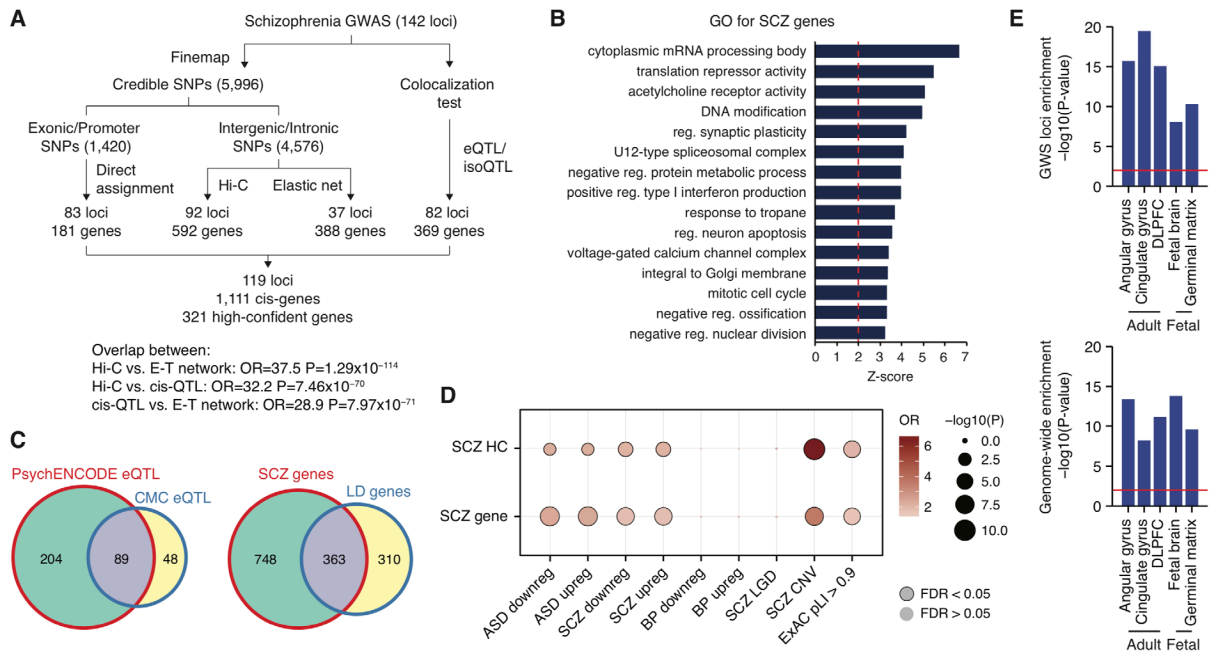 A
Schizophrenia GWAS (142 loci)
Finemap
Credible SNPs (5,996)
Colocalization
test
Exonic/Promoter
SNPs (1,420)
Intergenic/Intronic
SNPs (4,576)
eQTL/
isoQTL
Direct
assignment
Hi-C
Elastic net
83 loci
181 genes
92 loci
592 genes
37 loci
388 genes
82 loci
369 genes
119 loci
1,111 cis-genes
321 high-confident genes
Overlap between:
Hi-C vs. E-T network: OR=37.5 P=1.29x10⁻¹¹⁴
Hi-C vs. cis-QTL: OR=32.2 P=7.46x10⁻⁷⁰
cis-QTL vs. E-T network: OR=28.9 P=7.97x10⁻⁷¹
B
GO for SCZ genes
cytoplasmic mRNA processing body
translation repressor activity
acetylcholine receptor activity
DNA modification
reg. synaptic plasticity
U12-type spliceosomal complex
negative reg. protein metabolic process
positive reg. type I interferon production
response to tropane
reg. neuron apoptosis
voltage-gated calcium channel complex
integral to Golgi membrane
mitotic cell cycle
negative reg. ossification
negative reg. nuclear division
0 1 2 3 4 5 6 7
Z-score
C
PsychENCODE eQTL
CMC eQTL
204 89 48
SCZ genes
LD genes
748 363 310
D
SCZ HC
SCZ gene
ASD downreg
ASD upreg
SCZ downreg
SCZ upreg
BP downreg
BP upreg
SCZ LGD
SCZ CNV
ExAC pLI > 0.9
OR
6
4
2
−log10(P)
0.0
2.5
5.0
7.5
10.0
FDR < 0.05
FDR > 0.05
E
GWS loci enrichment
−log10(P-value)
20
15
10
5
0
Angular gyrus
Cingulate gyrus
DLPFC
Fetal brain
Germinal matrix
Adult Fetal
Genome-wide enrichment
−log10(P-value)
20
15
10
5
0
Angular gyrus
Cingulate gyrus
DLPFC
Fetal brain
Germinal matrix
Adult Fetal